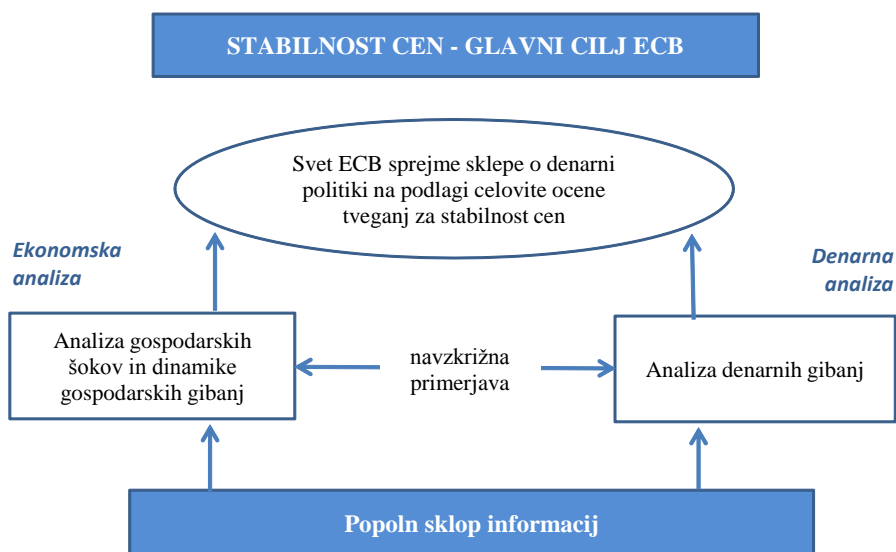 STABILNOST CEN - GLAVNI CILJ ECB
Svet ECB sprejme sklepe o denarni
politiki na podlagi celovite ocene
tveganj za stabilnost cen
Ekonomska
analiza
Denarna
analiza
Analiza gospodarskih
šokov in dinamike
gospodarskih gibanj
navzkrižna
primerjava
Analiza denarnih gibanj
Popoln sklop informacij